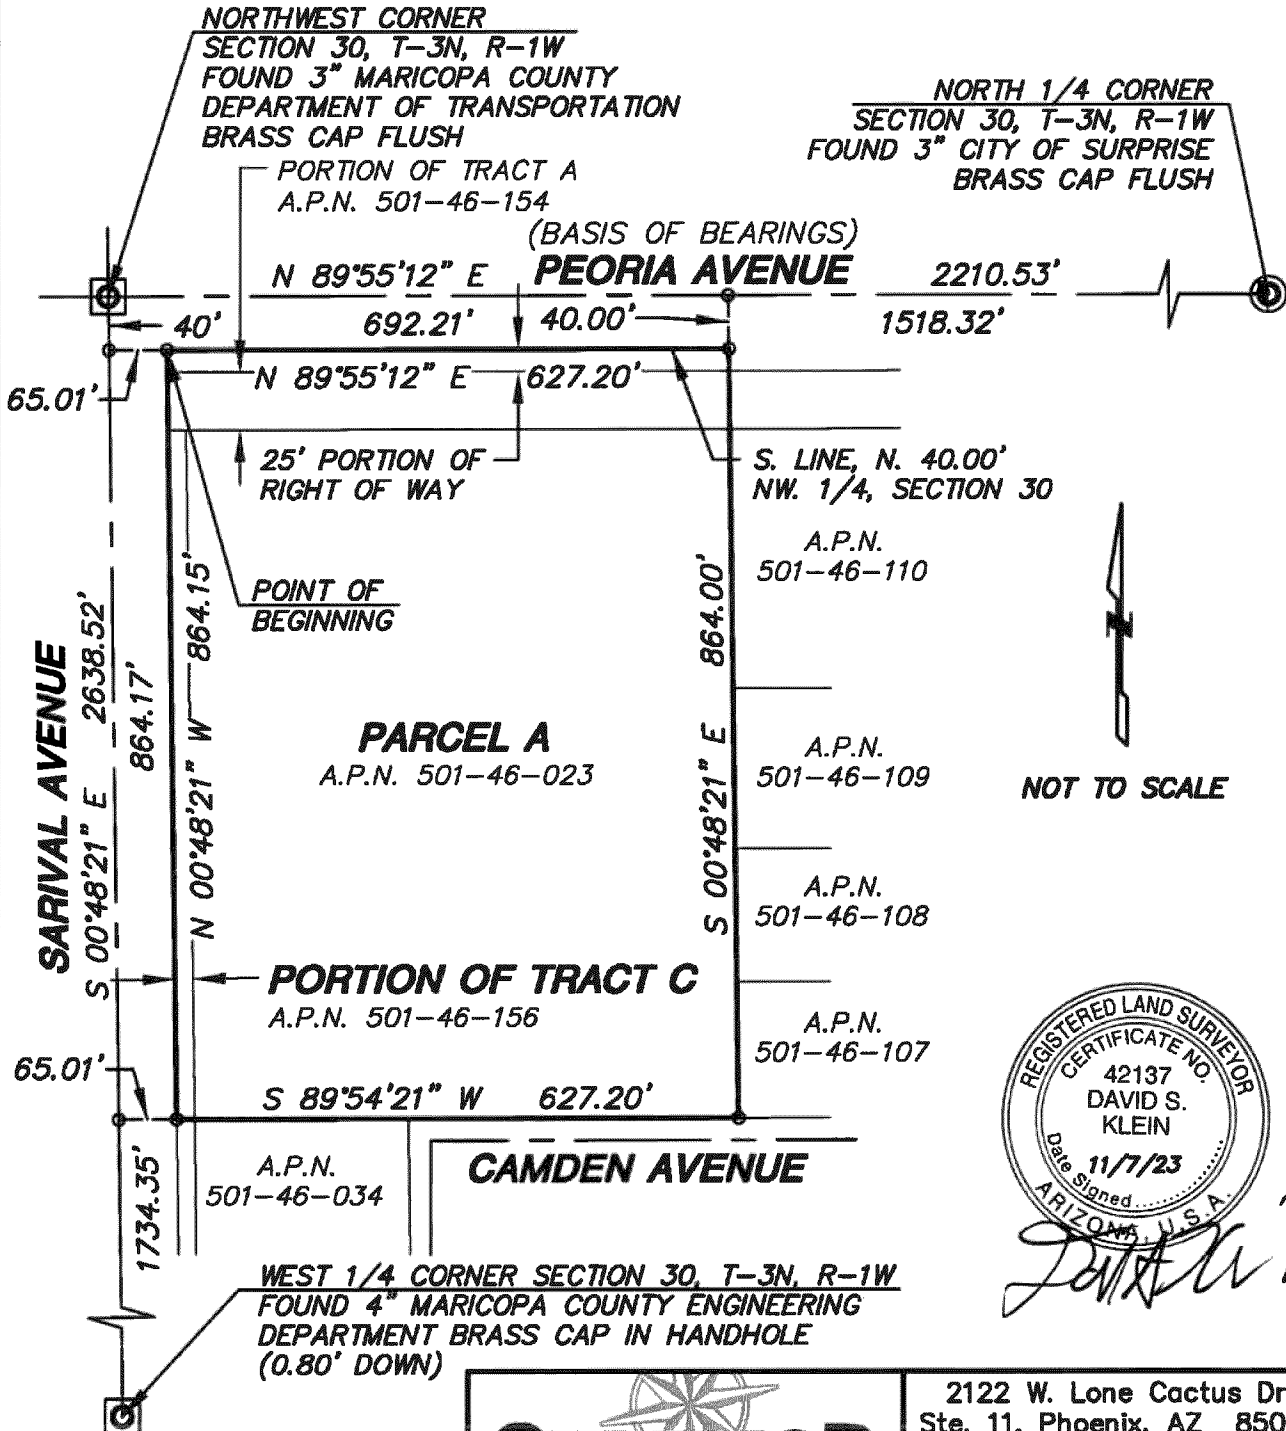 NORTHWEST CORNER
SECTION 30, T-3N, R-1W
FOUND 3" MARICOPA COUNTY
DEPARTMENT OF TRANSPORTATION
BRASS CAP FLUSH
NORTH 1/4 CORNER
SECTION 30, T-3N, R-1W
FOUND 3" CITY OF SURPRISE
BRASS CAP FLUSH
PORTION OF TRACT A
A.P.N. 501-46-154
(BASIS OF BEARINGS)
N 89°55'12" E
PEORIA AVENUE
2210.53'
40'
692.21'
40.00'
1518.32'
65.01'
N 89°55'12" E
627.20'
25' PORTION OF
RIGHT OF WAY
S. LINE, N. 40.00'
NW. 1/4, SECTION 30
POINT OF
BEGINNING
A.P.N.
501-46-110
SARIVAL AVENUE
S 00°48'21" E 2638.52'
864.17'
N 00°48'21" W 864.15'
S 00°48'21" E 864.00'
PARCEL A
A.P.N. 501-46-023
A.P.N.
501-46-109
N
NOT TO SCALE
A.P.N.
501-46-108
PORTION OF TRACT C
A.P.N. 501-46-156
A.P.N.
501-46-107
65.01'
S 89°54'21" W 627.20'
1734.35'
A.P.N.
501-46-034
CAMDEN AVENUE
REGISTERED LAND SURVEYOR
CERTIFICATE NO.
42137
DAVID S.
KLEIN
11/7/23
Date Signed
ARIZONA, U.S.A.
WEST 1/4 CORNER SECTION 30, T-3N, R-1W
FOUND 4" MARICOPA COUNTY ENGINEERING
DEPARTMENT BRASS CAP IN HANDHOLE
(0.80' DOWN)
2122 W. Lone Cactus Dr
Ste. 11, Phoenix, AZ 850